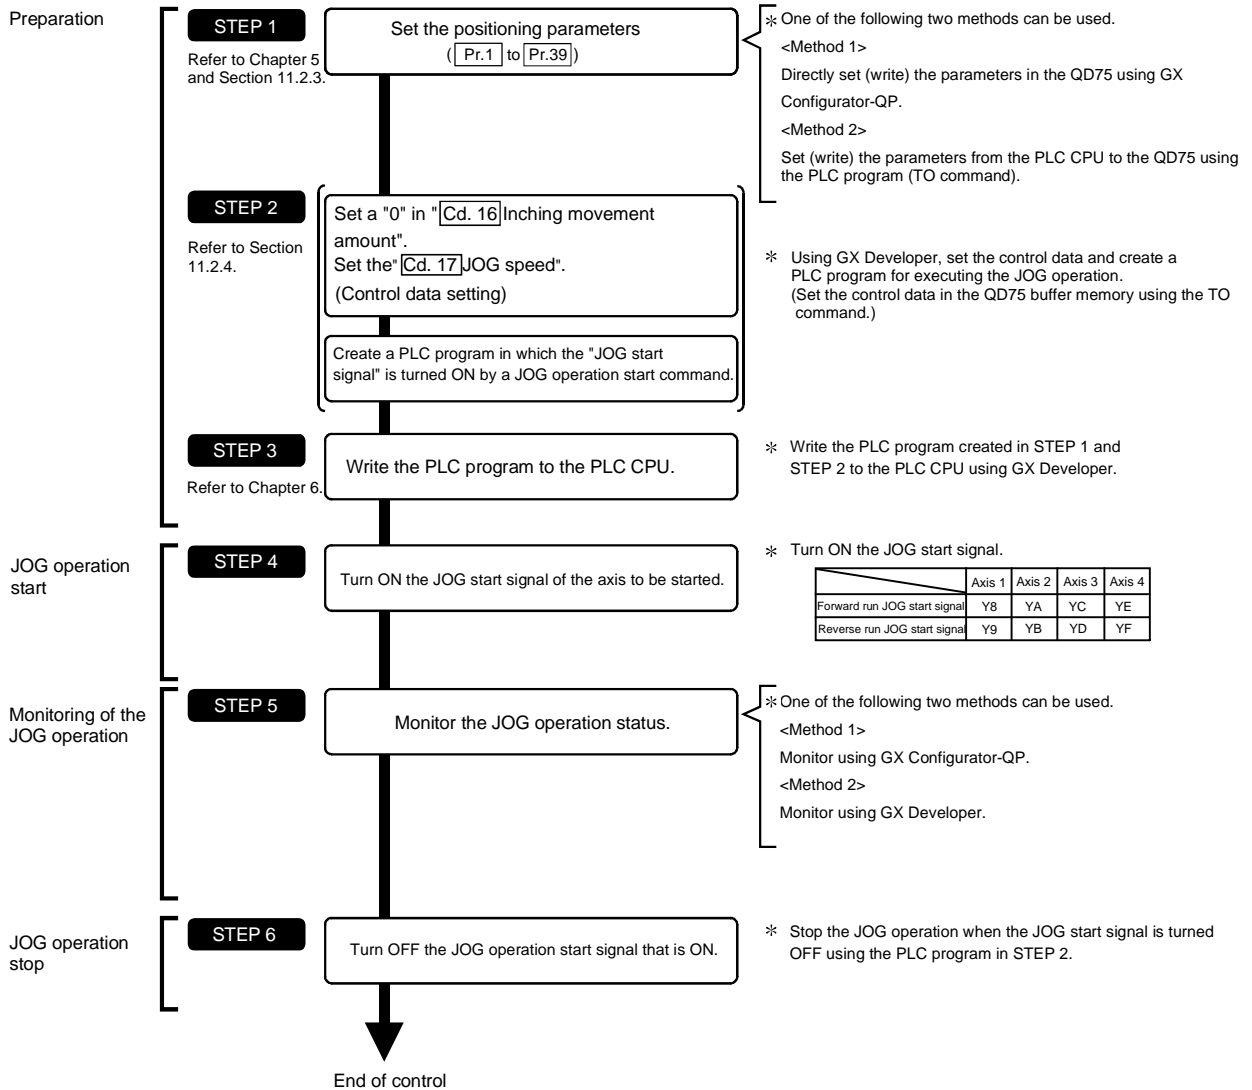 Preparation
STEP 1
Refer to Chapter 5
and Section 11.2.3.
Set the positioning parameters
( Pr.1 to Pr.39 )
* One of the following two methods can be used.
<Method 1>
Directly set (write) the parameters in the QD75 using GX
Configurator-QP.
<Method 2>
Set (write) the parameters from the PLC CPU to the QD75 using
the PLC program (TO command).
STEP 2
Refer to Section
11.2.4.
Set a "0" in " Cd. 16 Inching movement
amount".
Set the" Cd. 17 JOG speed".
(Control data setting)
Create a PLC program in which the "JOG start
signal" is turned ON by a JOG operation start command.
* Using GX Developer, set the control data and create a
PLC program for executing the JOG operation.
(Set the control data in the QD75 buffer memory using the TO
command.)
STEP 3
Refer to Chapter 6.
Write the PLC program to the PLC CPU.
* Write the PLC program created in STEP 1 and
STEP 2 to the PLC CPU using GX Developer.
JOG operation
start
STEP 4
Turn ON the JOG start signal of the axis to be started.
* Turn ON the JOG start signal.
Axis 1 Axis 2 Axis 3 Axis 4
Forward run JOG start signal Y8 YA YC YE
Reverse run JOG start signal Y9 YB YD YF
Monitoring of the
JOG operation
STEP 5
Monitor the JOG operation status.
* One of the following two methods can be used.
<Method 1>
Monitor using GX Configurator-QP.
<Method 2>
Monitor using GX Developer.
JOG operation
stop
STEP 6
Turn OFF the JOG operation start signal that is ON.
* Stop the JOG operation when the JOG start signal is turned
OFF using the PLC program in STEP 2.
End of control